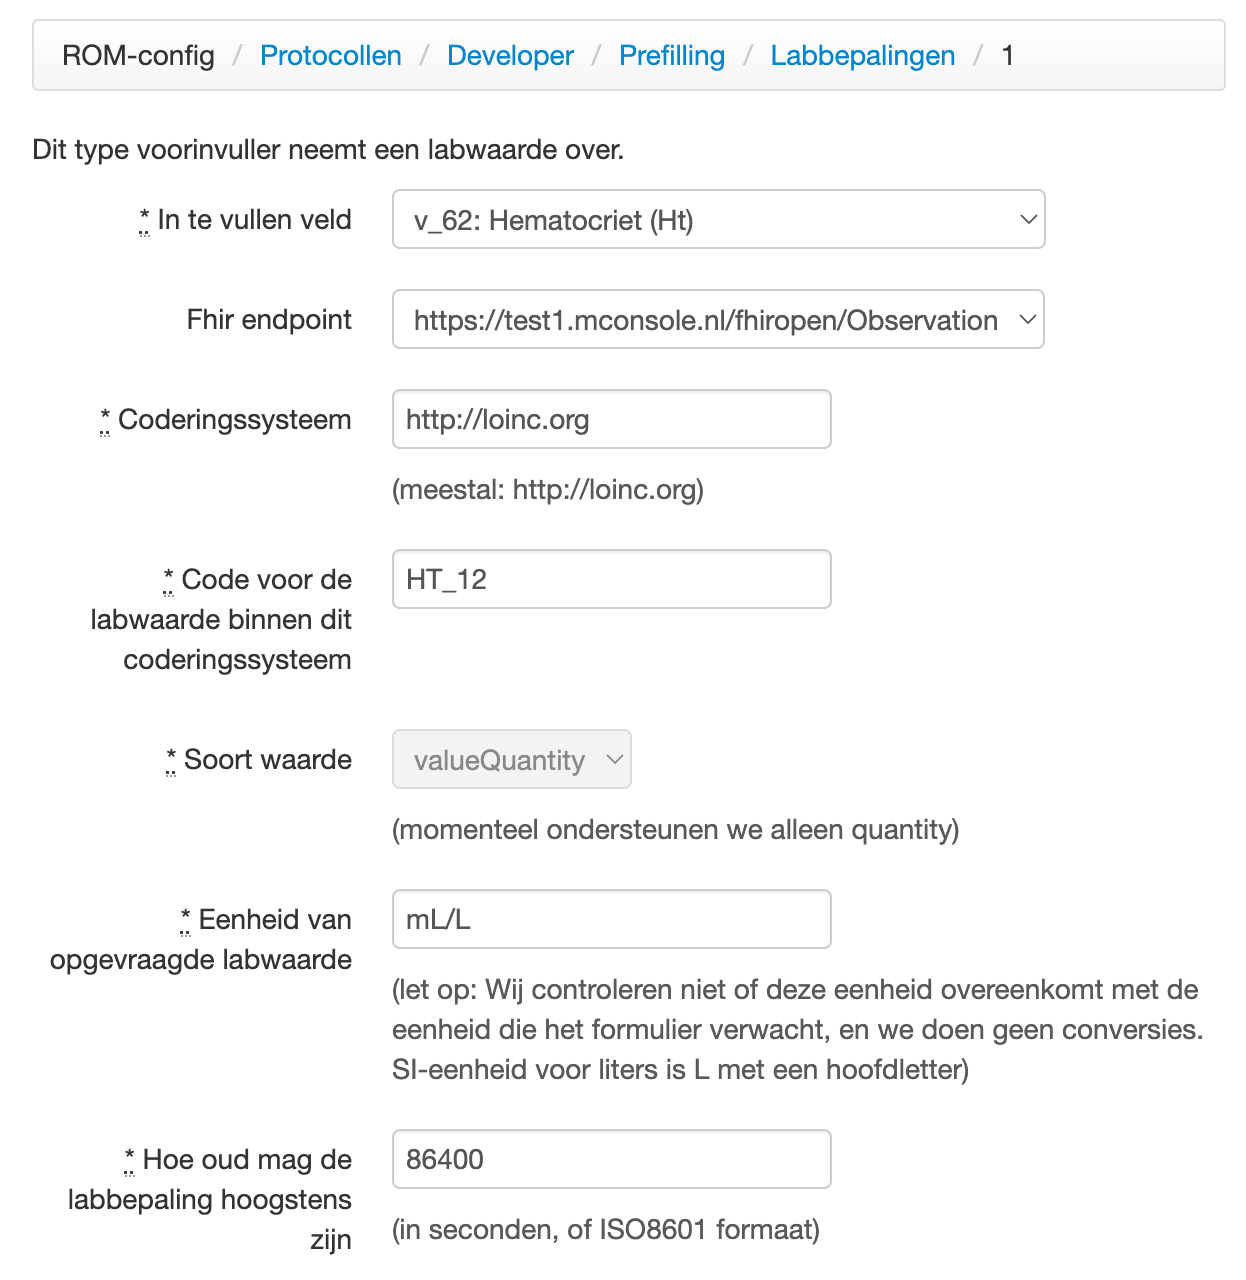 ROM-config / Protocollen / Developer / Prefilling / Labbepalingen / 1
Dit type voorinvuller neemt een labwaarde over.
* In te vullen veld
v_62: Hematocriet (Ht)
Fhir endpoint
https://test1.mconsole.nl/fhiropen/Observation
* Coderingssysteem
http://loinc.org
(meestal: http://loinc.org)
* Code voor de
labwaarde binnen dit
coderingssysteem
HT_12
* Soort waarde
valueQuantity
(momenteel ondersteunen we alleen quantity)
* Eenheid van
opgevraagde labwaarde
mL/L
(let op: Wij controleren niet of deze eenheid overeenkomt met de
eenheid die het formulier verwacht, en we doen geen conversies.
SI-eenheid voor liters is L met een hoofdletter)
* Hoe oud mag de
labbepaling hoogstens
zijn
86400
(in seconden, of ISO8601 formaat)